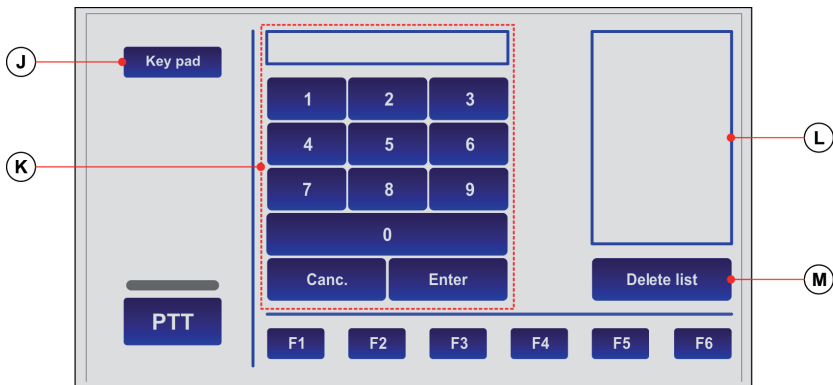 J
Key pad
1 2 3
4 5 6
K
7 8 9
0
Canc. Enter
L
Delete list
M
PTT
F1 F2 F3 F4 F5 F6